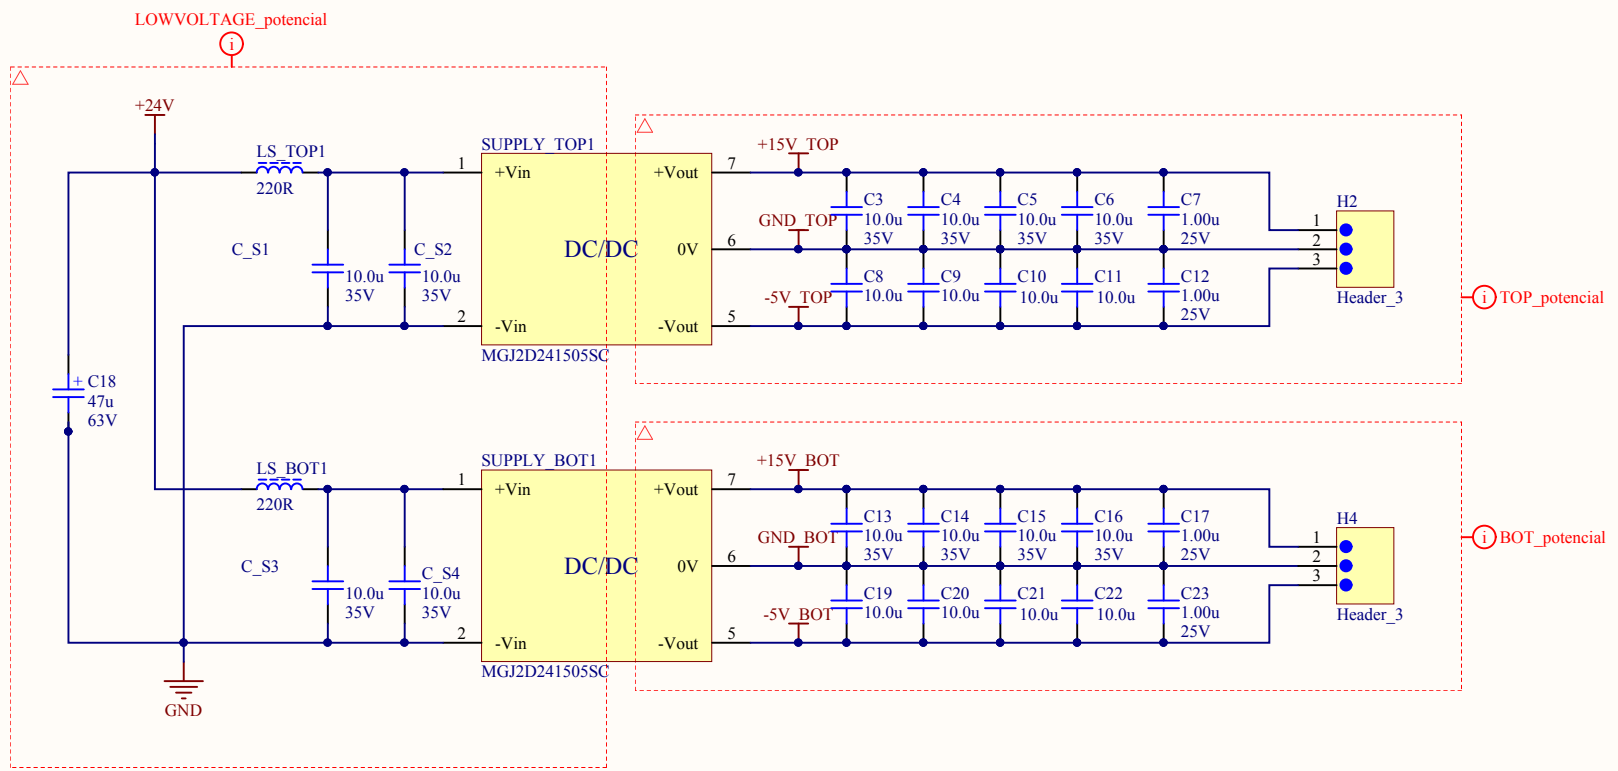 LOWVOLTAGE_potencial
i
+24V
LS_TOP1
220R
C_S1
10.0u
35V
C_S2
10.0u
35V
1
2
SUPPLY_TOP1
+Vin
-Vin
DC/DC
+Vout
0V
-Vout
MGJ2D241505SC
7
6
5
+15V_TOP
GND_TOP
-5V_TOP
C3
10.0u
35V
C4
10.0u
35V
C5
10.0u
35V
C6
10.0u
35V
C7
1.00u
25V
C8
10.0u
C9
10.0u
C10
10.0u
C11
10.0u
C12
1.00u
25V
H2
1
2
3
Header_3
i
TOP_potencial
+ C18
47u
63V
LS_BOT1
220R
C_S3
10.0u
35V
C_S4
10.0u
35V
1
2
SUPPLY_BOT1
+Vin
-Vin
DC/DC
+Vout
0V
-Vout
MGJ2D241505SC
7
6
5
+15V_BOT
GND_BOT
-5V_BOT
C13
10.0u
35V
C14
10.0u
35V
C15
10.0u
35V
C16
10.0u
35V
C17
1.00u
25V
C19
10.0u
C20
10.0u
C21
10.0u
C22
10.0u
C23
1.00u
25V
H4
1
2
3
Header_3
i
BOT_potencial
GND